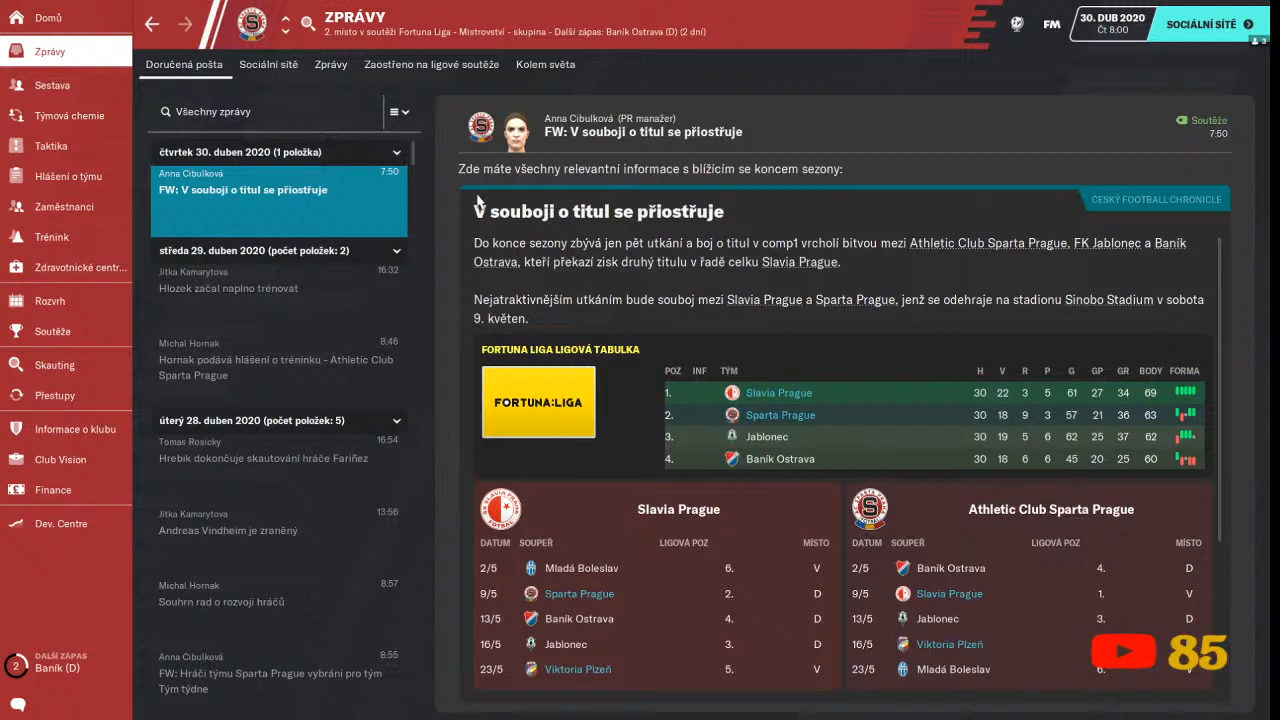 Domů
Zprávy
Sestava
Týmová chemie
Taktika
Hlášení o týmu
Zaměstnanci
Trénink
Zdravotnické centr...
Rozvrh
Soutěže
Skauting
Přestupy
Informace o klubu
Club Vision
Finance
Dev. Centre
DALŠÍ ZÁPAS
2 Baník (D)
ZPRÁVY
2. místo v soutěži Fortuna Liga - Mistrovství - skupina - Další zápas: Baník Ostrava (D) (2 dní)
FM
30. DUB 2020
Čt 8:00
SOCIÁLNÍ SÍTĚ
3
Doručená pošta Sociální sítě Zprávy Zaostřeno na ligové soutěže Kolem světa
Všechny zprávy
čtvrtek 30. duben 2020 (1 položka)
Anna Cibulková 7:50
FW: V souboji o titul se přiostřuje
středa 29. duben 2020 (počet položek: 2)
Jitka Kamarytova 16:32
Hlozek začal naplno trénovat
Michal Hornak 8:46
Hornak podává hlášení o tréninku - Athletic Club
Sparta Prague
úterý 28. duben 2020 (počet položek: 5)
Tomas Rosicky 16:54
Hrebik dokončuje skautování hráče Fariñez
Jitka Kamarytova 13:56
Andreas Vindheim je zraněný
Michal Hornak 8:57
Souhrn rad o rozvoji hráčů
Anna Cibulková 8:55
FW: Hráči týmu Sparta Prague vybráni pro tým
Tým týdne
Anna Cibulková (PR manažer)
FW: V souboji o titul se přiostřuje
Soutěže
7:50
Zde máte všechny relevantní informace s blížícím se koncem sezony:
ČESKÝ FOOTBALL CHRONICLE
V souboji o titul se přiostřuje
Do konce sezony zbývá jen pět utkání a boj o titul v comp1 vrcholí bitvou mezi Athletic Club Sparta Prague, FK Jablonec a Baník
Ostrava, kteří překazí zisk druhý titulu v řadě celku Slavia Prague.
Nejatraktivnějším utkáním bude souboj mezi Slavia Prague a Sparta Prague, jenž se odehraje na stadionu Sinobo Stadium v sobota
9. květen.
FORTUNA LIGA LIGOVÁ TABULKA
FORTUNA:LIGA
POZ INF TÝM H V R P G GP GR BODY FORMA
1. Slavia Prague 30 22 3 5 61 27 34 69
2. Sparta Prague 30 18 9 3 57 21 36 63
3. Jablonec 30 19 5 6 62 25 37 62
4. Baník Ostrava 30 18 6 6 45 20 25 60
Slavia Prague
DATUM SOUPEŘ LIGOVÁ POZ MÍSTO
2/5 Mladá Boleslav 6. V
9/5 Sparta Prague 2. D
13/5 Baník Ostrava 4. D
16/5 Jablonec 3. D
23/5 Viktoria Plzeň 5. V
Athletic Club Sparta Prague
DATUM SOUPEŘ LIGOVÁ POZ MÍSTO
2/5 Baník Ostrava 4. D
9/5 Slavia Prague 1. V
13/5 Jablonec 3. D
16/5 Viktoria Plzeň
23/5 Mladá Boleslav 6. V
85